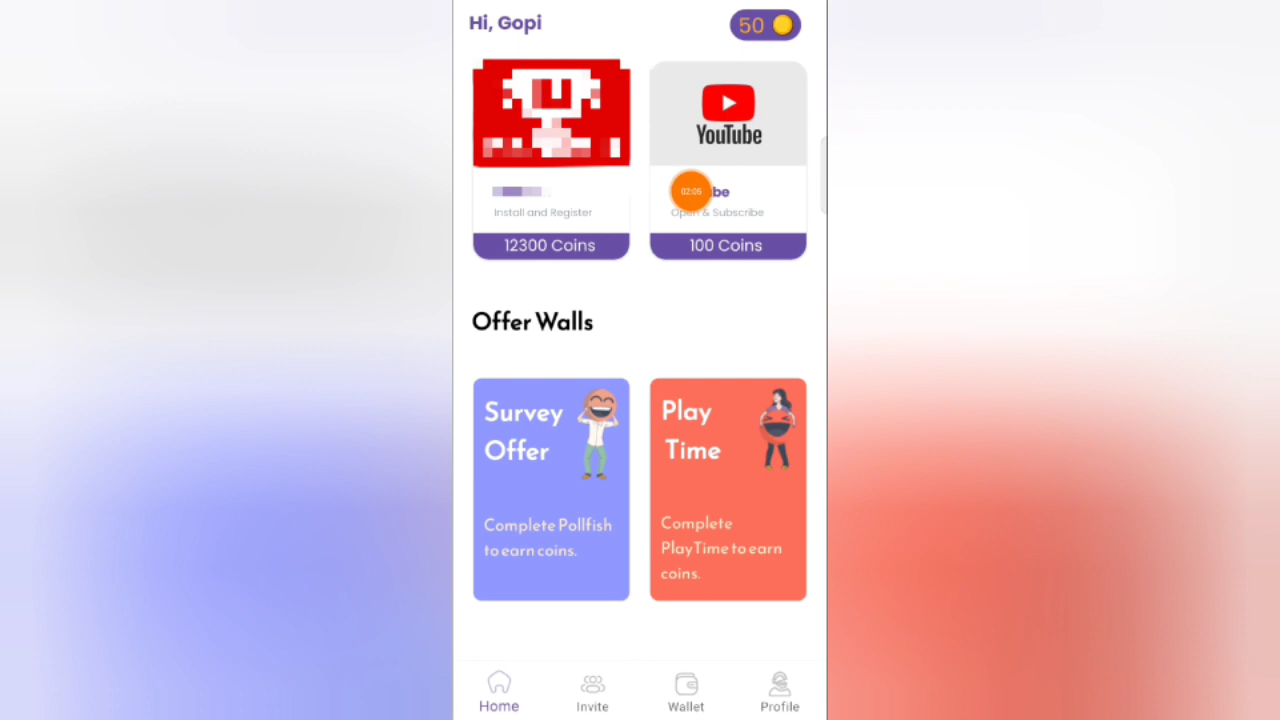 Hi, Gopi
50
YouTube
02:05
be
Install and Register
Open & Subscribe
12300 Coins
100 Coins
Offer Walls
Survey
Offer
Complete Pollfish
to earn coins.
Play
Time
Complete
PlayTime to earn
coins.
Home
Invite
Wallet
Profile